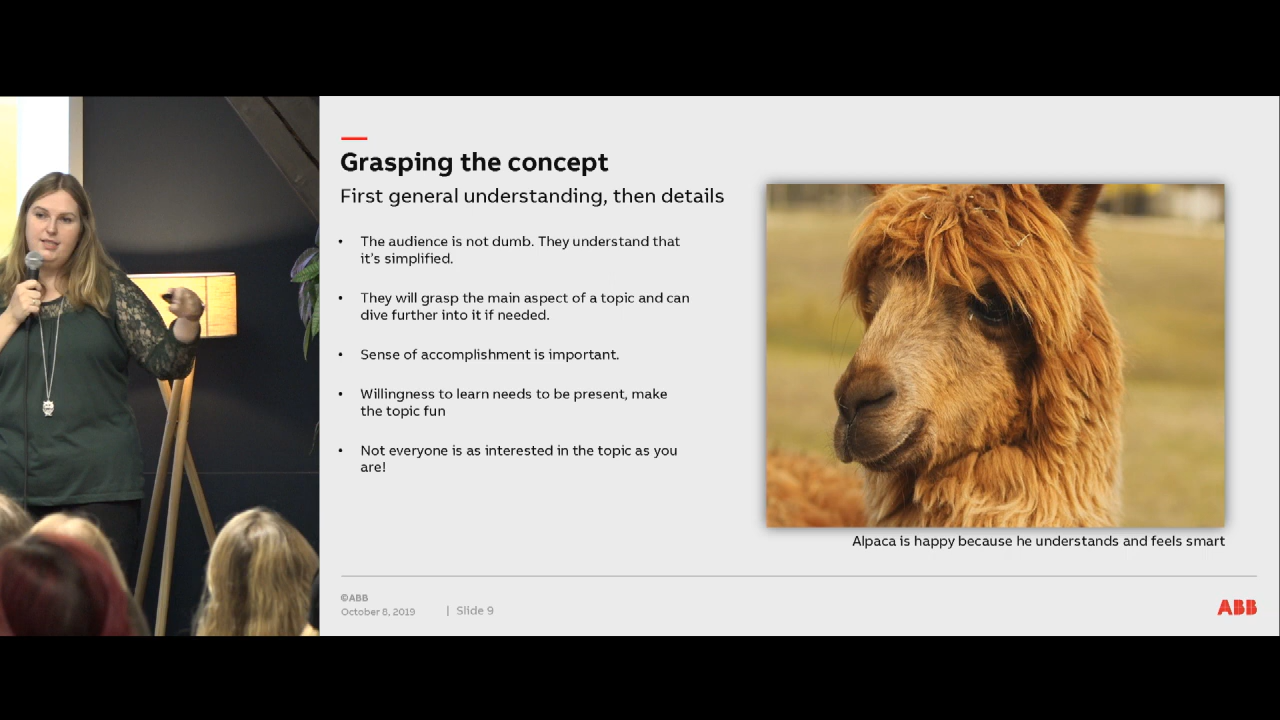 Grasping the concept
First general understanding, then details
• The audience is not dumb. They understand that
it's simplified.
• They will grasp the main aspect of a topic and can
dive further into it if needed.
• Sense of accomplishment is important.
• Willingness to learn needs to be present, make
the topic fun
• Not everyone is as interested in the topic as you
are!
Alpaca is happy because he understands and feels smart
©ABB
October 8, 2019 | Slide 9
ABB